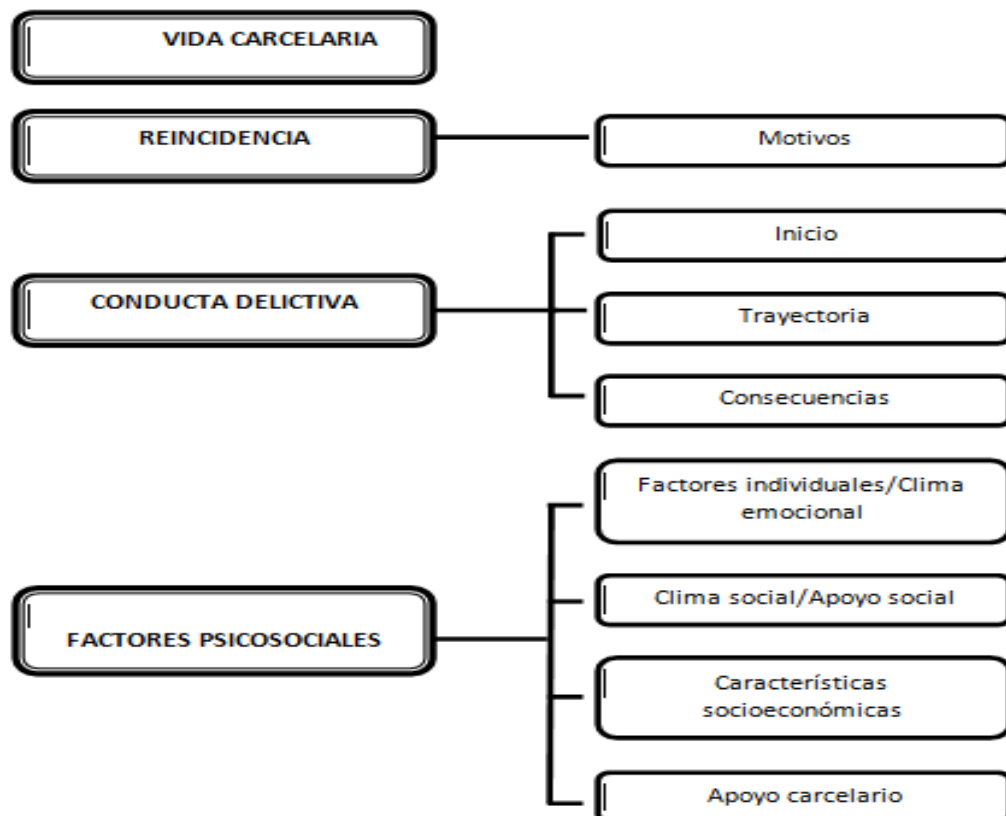 VIDA CARCELARIA
REINCIDENCIA
Motivos
CONDUCTA DELICTIVA
Inicio
Trayectoria
Consecuencias
FACTORES PSICOSOCIALES
Factores individuales/Clima
emocional
Clima social/Apoyo social
Características
socioeconómicas
Apoyo carcelario